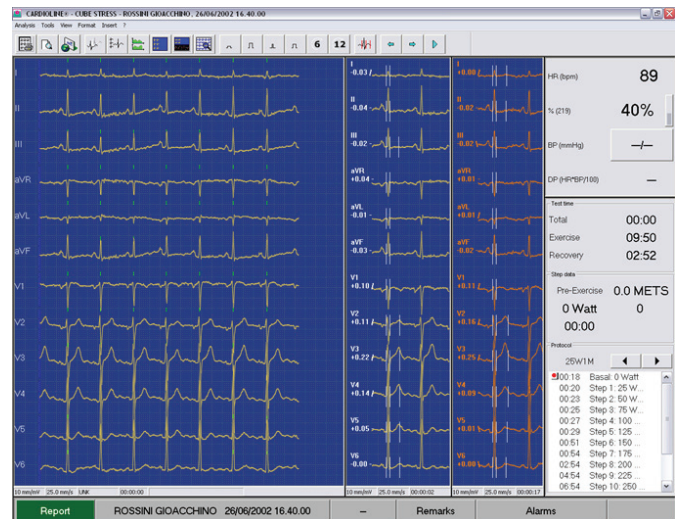 CARDIOLINE® - CUBE STRESS - ROSSINI GIOACCHINO, 26/06/2002 16.40.00
Analysis Tools View Format Insert ?
6 12
I
II
III
aVR
aVL
aVF
V1
V2
V3
V4
V5
V6
10 mm/mV 25.0 mm/s LINK 00:00:00
I
-0.03
II
-0.04
III
-0.02
aVR
+0.04
aVL
-0.01
aVF
-0.03
V1
+0.10
V2
+0.11
V3
+0.22
V4
+0.14
V5
+0.05
V6
-0.00
10 mm/mV 25.0 mm/s 00:00:02
I
+0.00
II
-0.02
III
-0.02
aVR
+0.01
aVL
+0.01
aVF
-0.02
V1
+0.11
V2
+0.16
V3
+0.25
V4
+0.09
V5
+0.01
V6
+0.00
10 mm/mV 25.0 mm/s 00:00:17
HR (bpm) 89
% (219) 40%
BP (mmHg) --/--
DP (HR*BP/100) --
Test time
Total 00:00
Exercise 09:50
Recovery 02:52
Step data
Pre-Exercise 0.0 METS
0 Watt 0
00:00
Protocol
25W1M
00:18 Basal: 0 Watt
00:20 Step 1: 25 W...
00:23 Step 2: 50 W...
00:25 Step 3: 75 W...
00:27 Step 4: 100 ...
00:29 Step 5: 125 ...
00:51 Step 6: 150 ...
00:54 Step 7: 175 ...
02:54 Step 8: 200 ...
04:54 Step 9: 225 ...
06:54 Step 10: 250 ...
Report ROSSINI GIOACCHINO 26/06/2002 16.40.00 -- Remarks Alarms